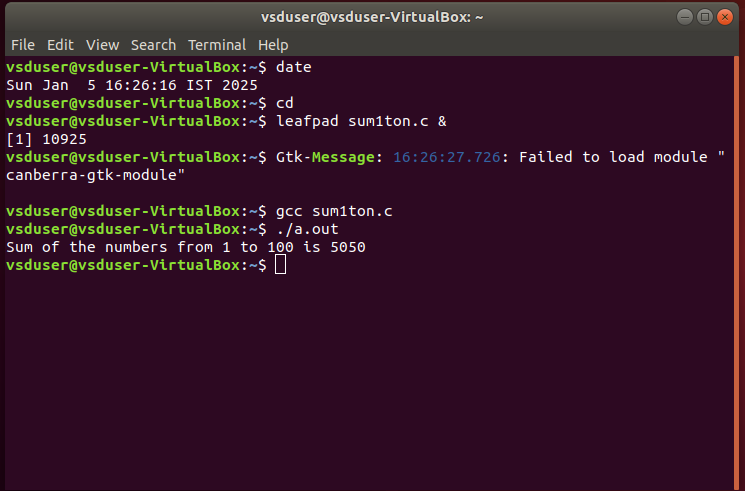 vsduser@vsduser-VirtualBox: ~
File Edit View Search Terminal Help
vsduser@vsduser-VirtualBox:~$ date
Sun Jan  5 16:26:16 IST 2025
vsduser@vsduser-VirtualBox:~$ cd
vsduser@vsduser-VirtualBox:~$ leafpad sum1ton.c &
[1] 10925
vsduser@vsduser-VirtualBox:~$ Gtk-Message: 16:26:27.726: Failed to load module "
canberra-gtk-module"

vsduser@vsduser-VirtualBox:~$ gcc sum1ton.c
vsduser@vsduser-VirtualBox:~$ ./a.out
Sum of the numbers from 1 to 100 is 5050
vsduser@vsduser-VirtualBox:~$